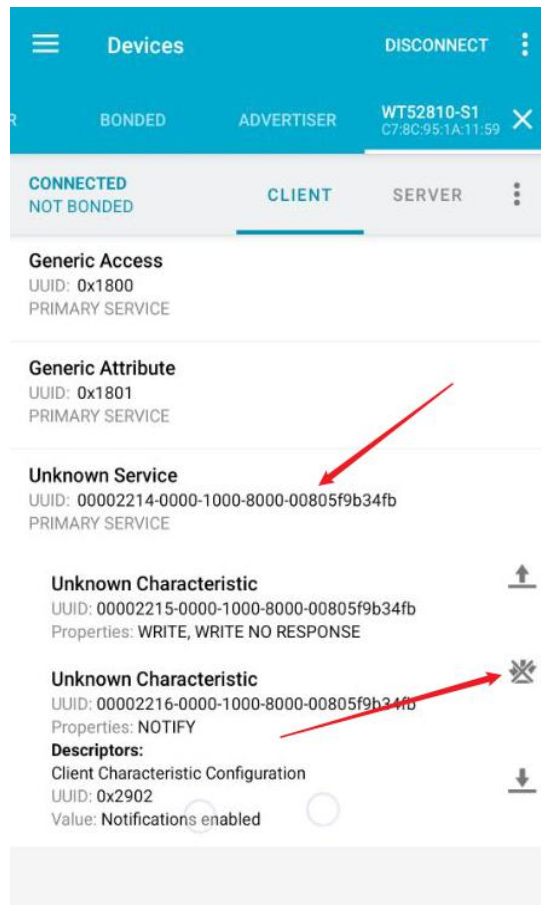 Devices
DISCONNECT
R
BONDED
ADVERTISER
WT52810-S1
C7:8C:95:1A:11:59
CONNECTED
NOT BONDED
CLIENT
SERVER
Generic Access
UUID: 0x1800
PRIMARY SERVICE
Generic Attribute
UUID: 0x1801
PRIMARY SERVICE
Unknown Service
UUID: 00002214-0000-1000-8000-00805f9b34fb
PRIMARY SERVICE
Unknown Characteristic
UUID: 00002215-0000-1000-8000-00805f9b34fb
Properties: WRITE, WRITE NO RESPONSE
Unknown Characteristic
UUID: 00002216-0000-1000-8000-00805f9b34fb
Properties: NOTIFY
Descriptors:
Client Characteristic Configuration
UUID: 0x2902
Value: Notifications enabled